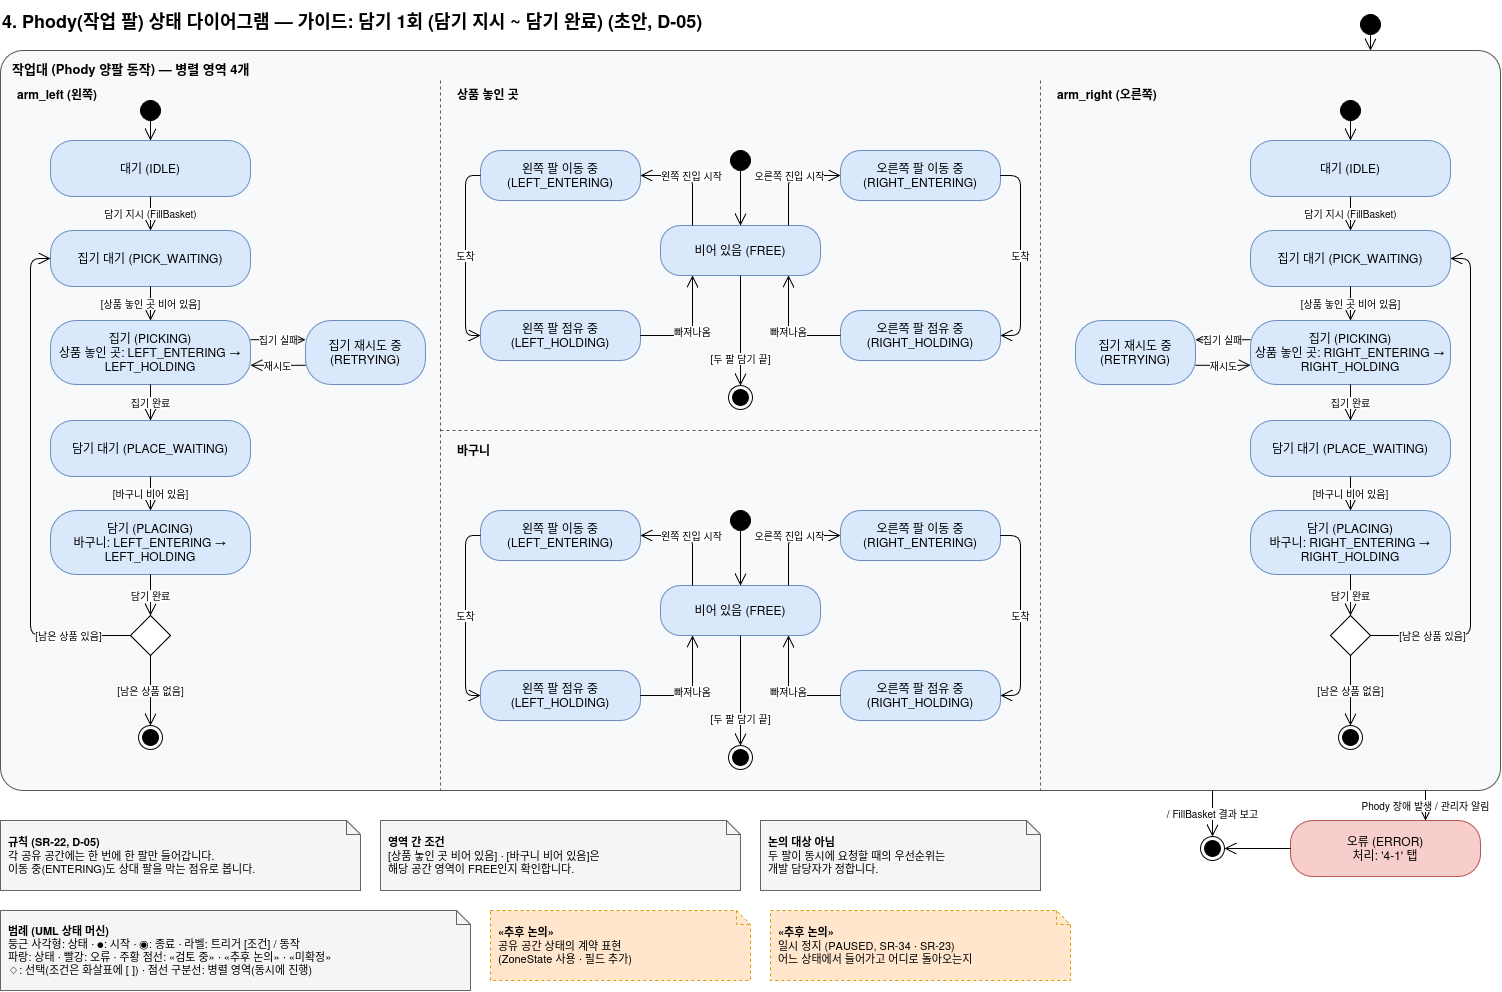 4. Phody(작업 팔) 상태 다이어그램 — 가이드: 담기 1회 (담기 지시 ~ 담기 완료) (초안, D-05)
작업대 (Phody 양팔 동작) — 병렬 영역 4개
arm_left (왼쪽)
대기 (IDLE)
담기 지시 (FillBasket)
집기 대기 (PICK_WAITING)
[상품 놓인 곳 비어 있음]
집기 (PICKING)
상품 놓인 곳: LEFT_ENTERING →
LEFT_HOLDING
집기 실패
재시도
집기 재시도 중
(RETRYING)
집기 완료
담기 대기 (PLACE_WAITING)
[바구니 비어 있음]
담기 (PLACING)
바구니: LEFT_ENTERING →
LEFT_HOLDING
담기 완료
[남은 상품 있음]
[남은 상품 없음]
상품 놓인 곳
왼쪽 팔 이동 중
(LEFT_ENTERING)
왼쪽 진입 시작
오른쪽 진입 시작
오른쪽 팔 이동 중
(RIGHT_ENTERING)
도착
비어 있음 (FREE)
도착
왼쪽 팔 점유 중
(LEFT_HOLDING)
빠져나옴
빠져나옴
오른쪽 팔 점유 중
(RIGHT_HOLDING)
[두 팔 담기 끝]
바구니
왼쪽 팔 이동 중
(LEFT_ENTERING)
왼쪽 진입 시작
오른쪽 진입 시작
오른쪽 팔 이동 중
(RIGHT_ENTERING)
도착
비어 있음 (FREE)
도착
왼쪽 팔 점유 중
(LEFT_HOLDING)
빠져나옴
빠져나옴
오른쪽 팔 점유 중
(RIGHT_HOLDING)
[두 팔 담기 끝]
arm_right (오른쪽)
대기 (IDLE)
담기 지시 (FillBasket)
집기 대기 (PICK_WAITING)
[상품 놓인 곳 비어 있음]
집기 재시도 중
(RETRYING)
집기 실패
재시도
집기 (PICKING)
상품 놓인 곳: RIGHT_ENTERING →
RIGHT_HOLDING
집기 완료
담기 대기 (PLACE_WAITING)
[바구니 비어 있음]
담기 (PLACING)
바구니: RIGHT_ENTERING →
RIGHT_HOLDING
담기 완료
[남은 상품 있음]
[남은 상품 없음]
/ FillBasket 결과 보고
Phody 장애 발생 / 관리자 알림
오류 (ERROR)
처리: '4-1' 탭
규칙 (SR-22, D-05)
각 공유 공간에는 한 번에 한 팔만 들어갑니다.
이동 중(ENTERING)도 상대 팔을 막는 점유로 봅니다.
영역 간 조건
[상품 놓인 곳 비어 있음] · [바구니 비어 있음]은
해당 공간 영역이 FREE인지 확인합니다.
논의 대상 아님
두 팔이 동시에 요청할 때의 우선순위는
개발 담당자가 정합니다.
범례 (UML 상태 머신)
둥근 사각형: 상태 · ●: 시작 · ◉: 종료 · 라벨: 트리거 [조건] / 동작
파랑: 상태 · 빨강: 오류 · 주황 점선: «검토 중» · «추후 논의» · «미확정»
◇: 선택(조건은 화살표에 [ ]) · 점선 구분선: 병렬 영역(동시에 진행)
«추후 논의»
공유 공간 상태의 계약 표현
(ZoneState 사용 · 필드 추가)
«추후 논의»
일시 정지 (PAUSED, SR-34 · SR-23)
어느 상태에서 들어가고 어디로 돌아오는지